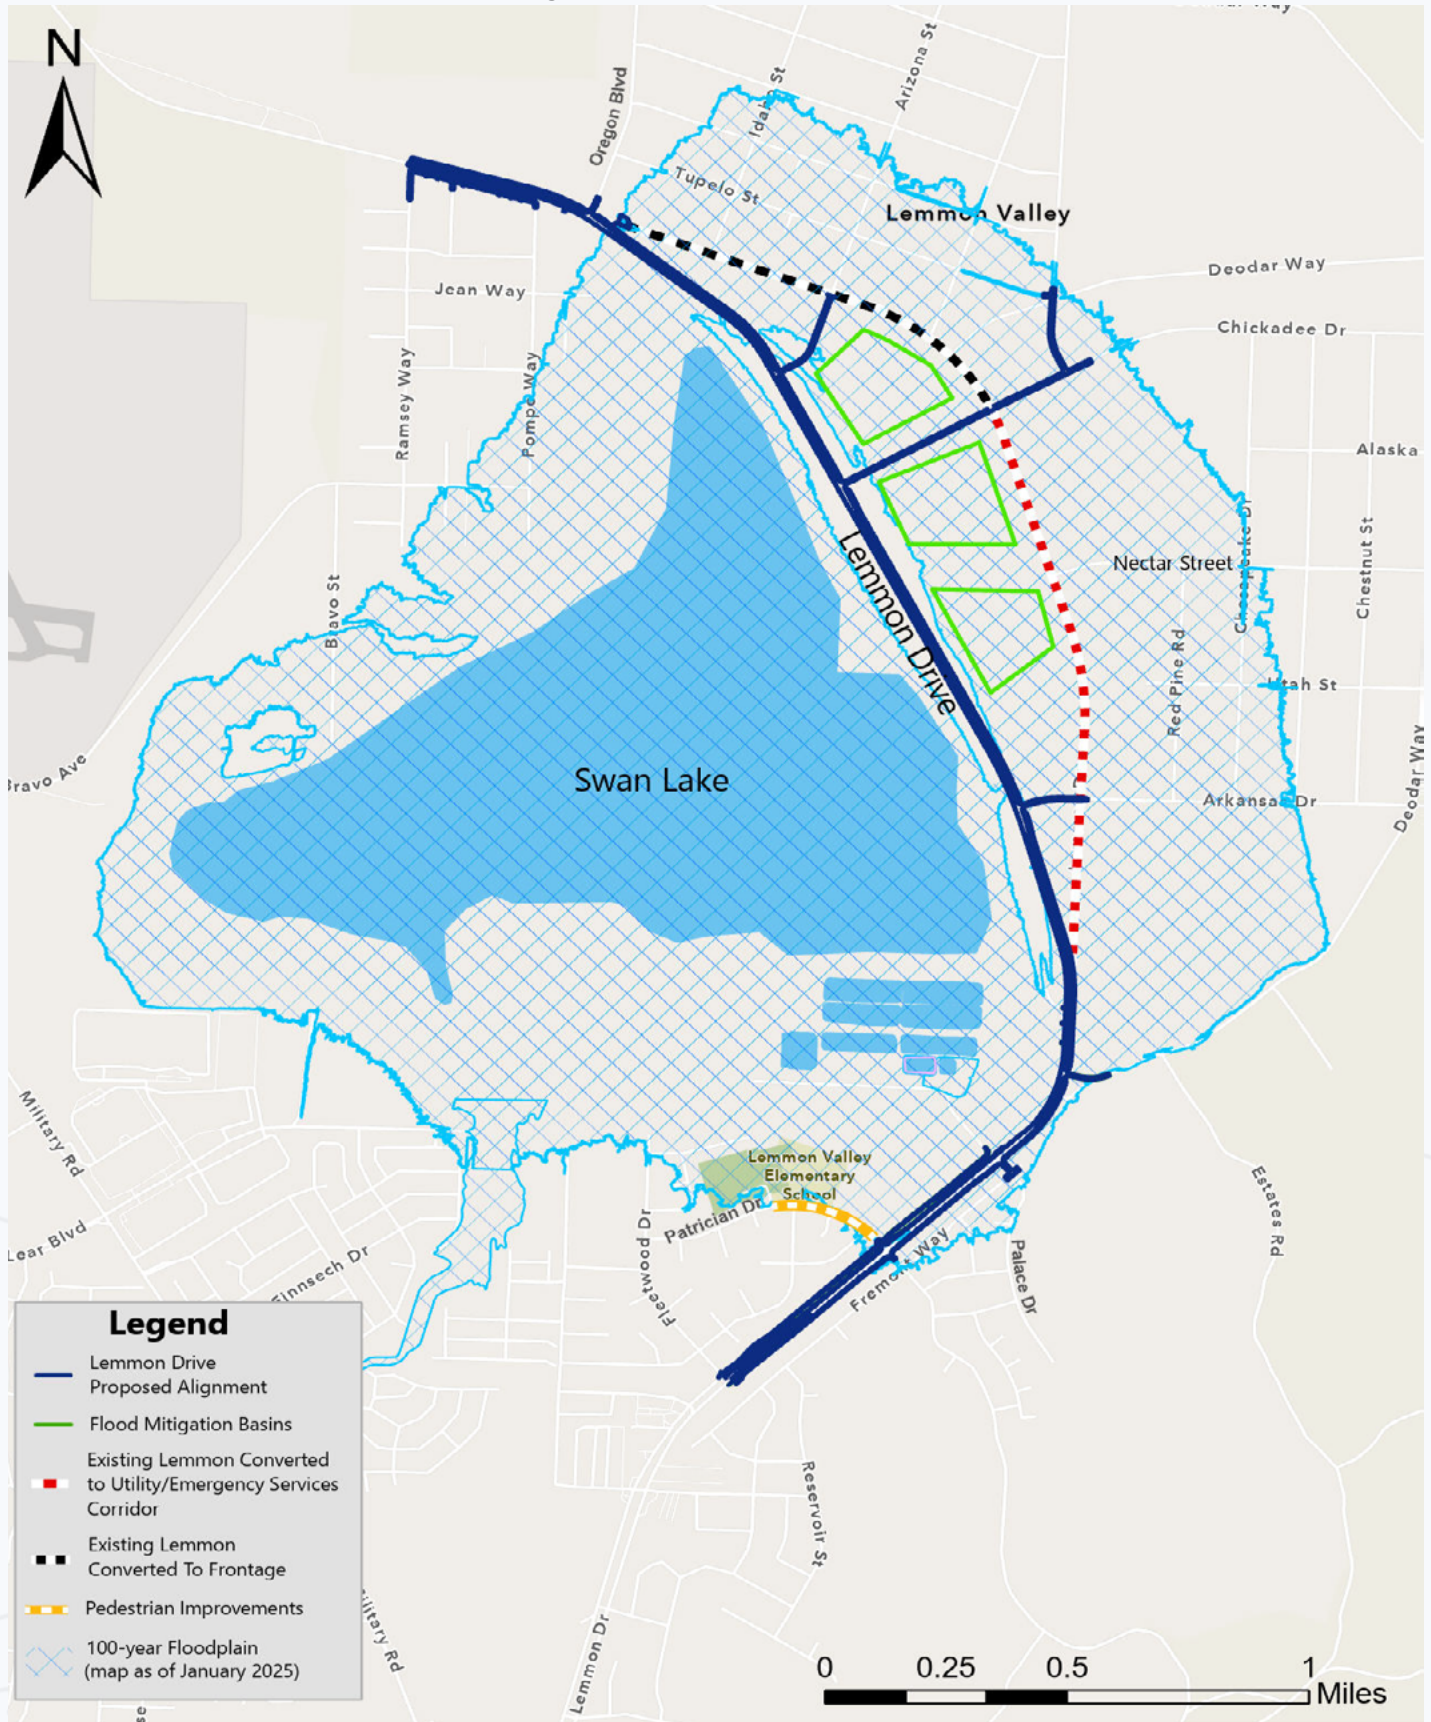 N
Oregon Blvd
Idaho St
Arizona St
Tupelo St
Lemmon Valley
Deodar Way
Jean Way
Chickadee Dr
Ramsey Way
Pompe Way
Alaska
Chesapeake Dr
Chestnut St
Nectar Street
Lemmon Drive
Bravo St
Red Pine Rd
Utah St
Swan Lake
Bravo Ave
Arkansas Dr
Deodar Way
Military Rd
Lemmon Valley
Elementary
School
Patrician Dr
Estates Rd
Lear Blvd
Finnsech Dr
Fleetwood Dr
Fremont Way
Palace Dr
Reservoir St
Lemmon Dr
Military Rd
Legend
Lemmon Drive
Proposed Alignment
Flood Mitigation Basins
Existing Lemmon Converted
to Utility/Emergency Services
Corridor
Existing Lemmon
Converted To Frontage
Pedestrian Improvements
100-year Floodplain
(map as of January 2025)
0 0.25 0.5 1
Miles